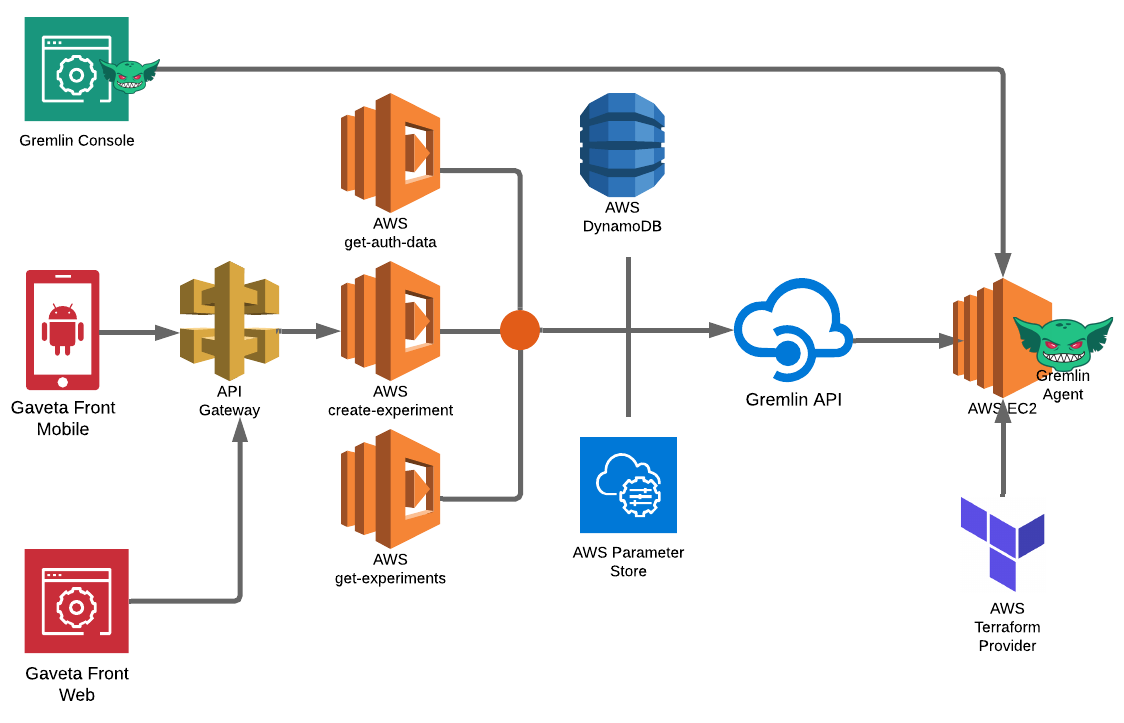 Gremlin Console
AWS
get-auth-data
AWS
DynamoDB
Gaveta Front
Mobile
API
Gateway
AWS
create-experiment
Gremlin API
Gremlin
Agent
AWS EC2
AWS
get-experiments
AWS Parameter
Store
AWS
Terraform
Provider
Gaveta Front
Web